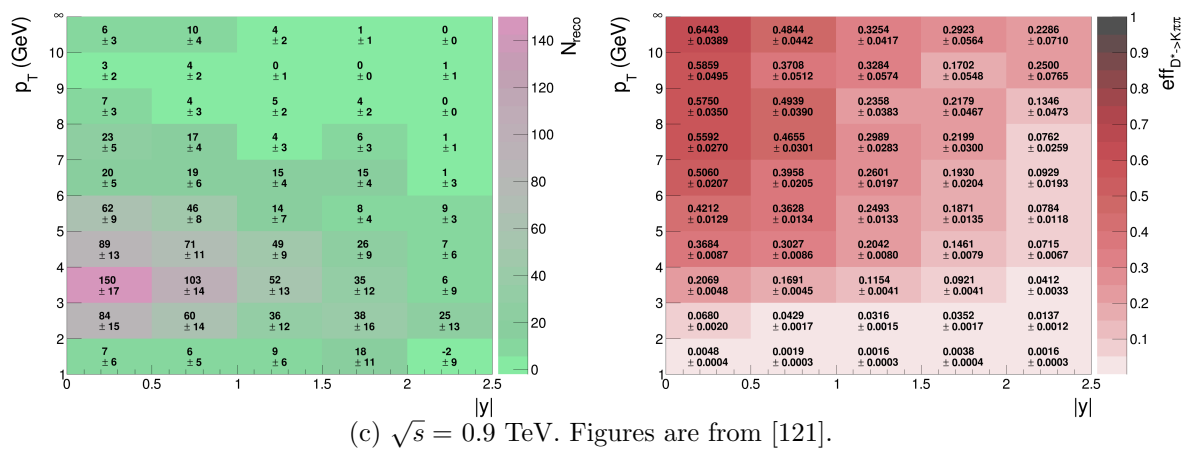 ∞
10
9
8
7
6
5
4
3
2
1
p_T (GeV)
6 10 4 1 0
± 3 ± 4 ± 2 ± 1 ± 0
3 4 0 0 1
± 2 ± 2 ± 1 ± 0 ± 1
7 4 5 4 0
± 3 ± 3 ± 2 ± 2 ± 0
23 17 4 6 1
± 5 ± 4 ± 3 ± 3 ± 1
20 19 15 15 1
± 5 ± 6 ± 4 ± 4 ± 3
62 46 14 8 9
± 9 ± 8 ± 7 ± 4 ± 3
89 71 49 26 7
± 13 ± 11 ± 9 ± 9 ± 6
150 103 52 35 6
± 17 ± 14 ± 13 ± 12 ± 9
84 60 36 38 25
± 15 ± 14 ± 12 ± 16 ± 13
7 6 9 18 -2
± 6 ± 5 ± 6 ± 11 ± 9
0 0.5 1 1.5 2 2.5
|y|
140
120
100
80
60
40
20
0
N_reco
∞
10
9
8
7
6
5
4
3
2
1
p_T (GeV)
0.6443 0.4844 0.3254 0.2923 0.2286
± 0.0389 ± 0.0442 ± 0.0417 ± 0.0564 ± 0.0710
0.5859 0.3708 0.3284 0.1702 0.2500
± 0.0495 ± 0.0512 ± 0.0574 ± 0.0548 ± 0.0765
0.5750 0.4939 0.2358 0.2179 0.1346
± 0.0350 ± 0.0390 ± 0.0383 ± 0.0467 ± 0.0473
0.5592 0.4655 0.2989 0.2199 0.0762
± 0.0270 ± 0.0301 ± 0.0283 ± 0.0300 ± 0.0259
0.5060 0.3958 0.2601 0.1930 0.0929
± 0.0207 ± 0.0205 ± 0.0197 ± 0.0204 ± 0.0193
0.4212 0.3628 0.2493 0.1871 0.0784
± 0.0129 ± 0.0134 ± 0.0133 ± 0.0135 ± 0.0118
0.3684 0.3027 0.2042 0.1461 0.0715
± 0.0087 ± 0.0086 ± 0.0080 ± 0.0079 ± 0.0067
0.2069 0.1691 0.1154 0.0921 0.0412
± 0.0048 ± 0.0045 ± 0.0041 ± 0.0041 ± 0.0033
0.0680 0.0429 0.0316 0.0352 0.0137
± 0.0020 ± 0.0017 ± 0.0015 ± 0.0017 ± 0.0012
0.0048 0.0019 0.0016 0.0038 0.0016
± 0.0004 ± 0.0003 ± 0.0003 ± 0.0004 ± 0.0003
0 0.5 1 1.5 2 2.5
|y|
1
0.9
0.8
0.7
0.6
0.5
0.4
0.3
0.2
0.1
eff_D*->Kππ
(c) √s = 0.9 TeV. Figures are from [121].